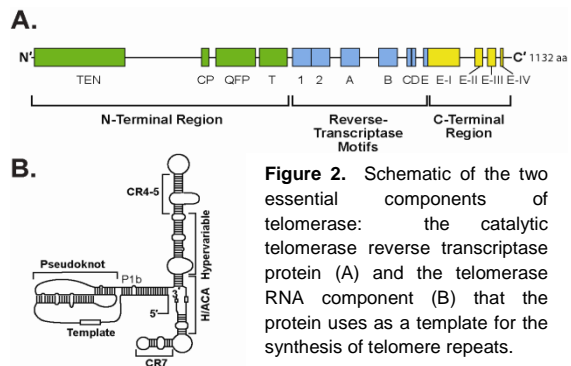 A.
N' C' 1132 aa
TEN CP QFP T 1 2 A B CD E E-I E-II E-III E-IV
N-Terminal Region Reverse-Transcriptase Motifs C-Terminal Region
B.
CR4-5
Hypervariable
H/ACA
Pseudoknot
P1b
3'
5'
Template
CR7
Figure 2. Schematic of the two
essential components of
telomerase: the catalytic
telomerase reverse transcriptase
protein (A) and the telomerase
RNA component (B) that the
protein uses as a template for the
synthesis of telomere repeats.